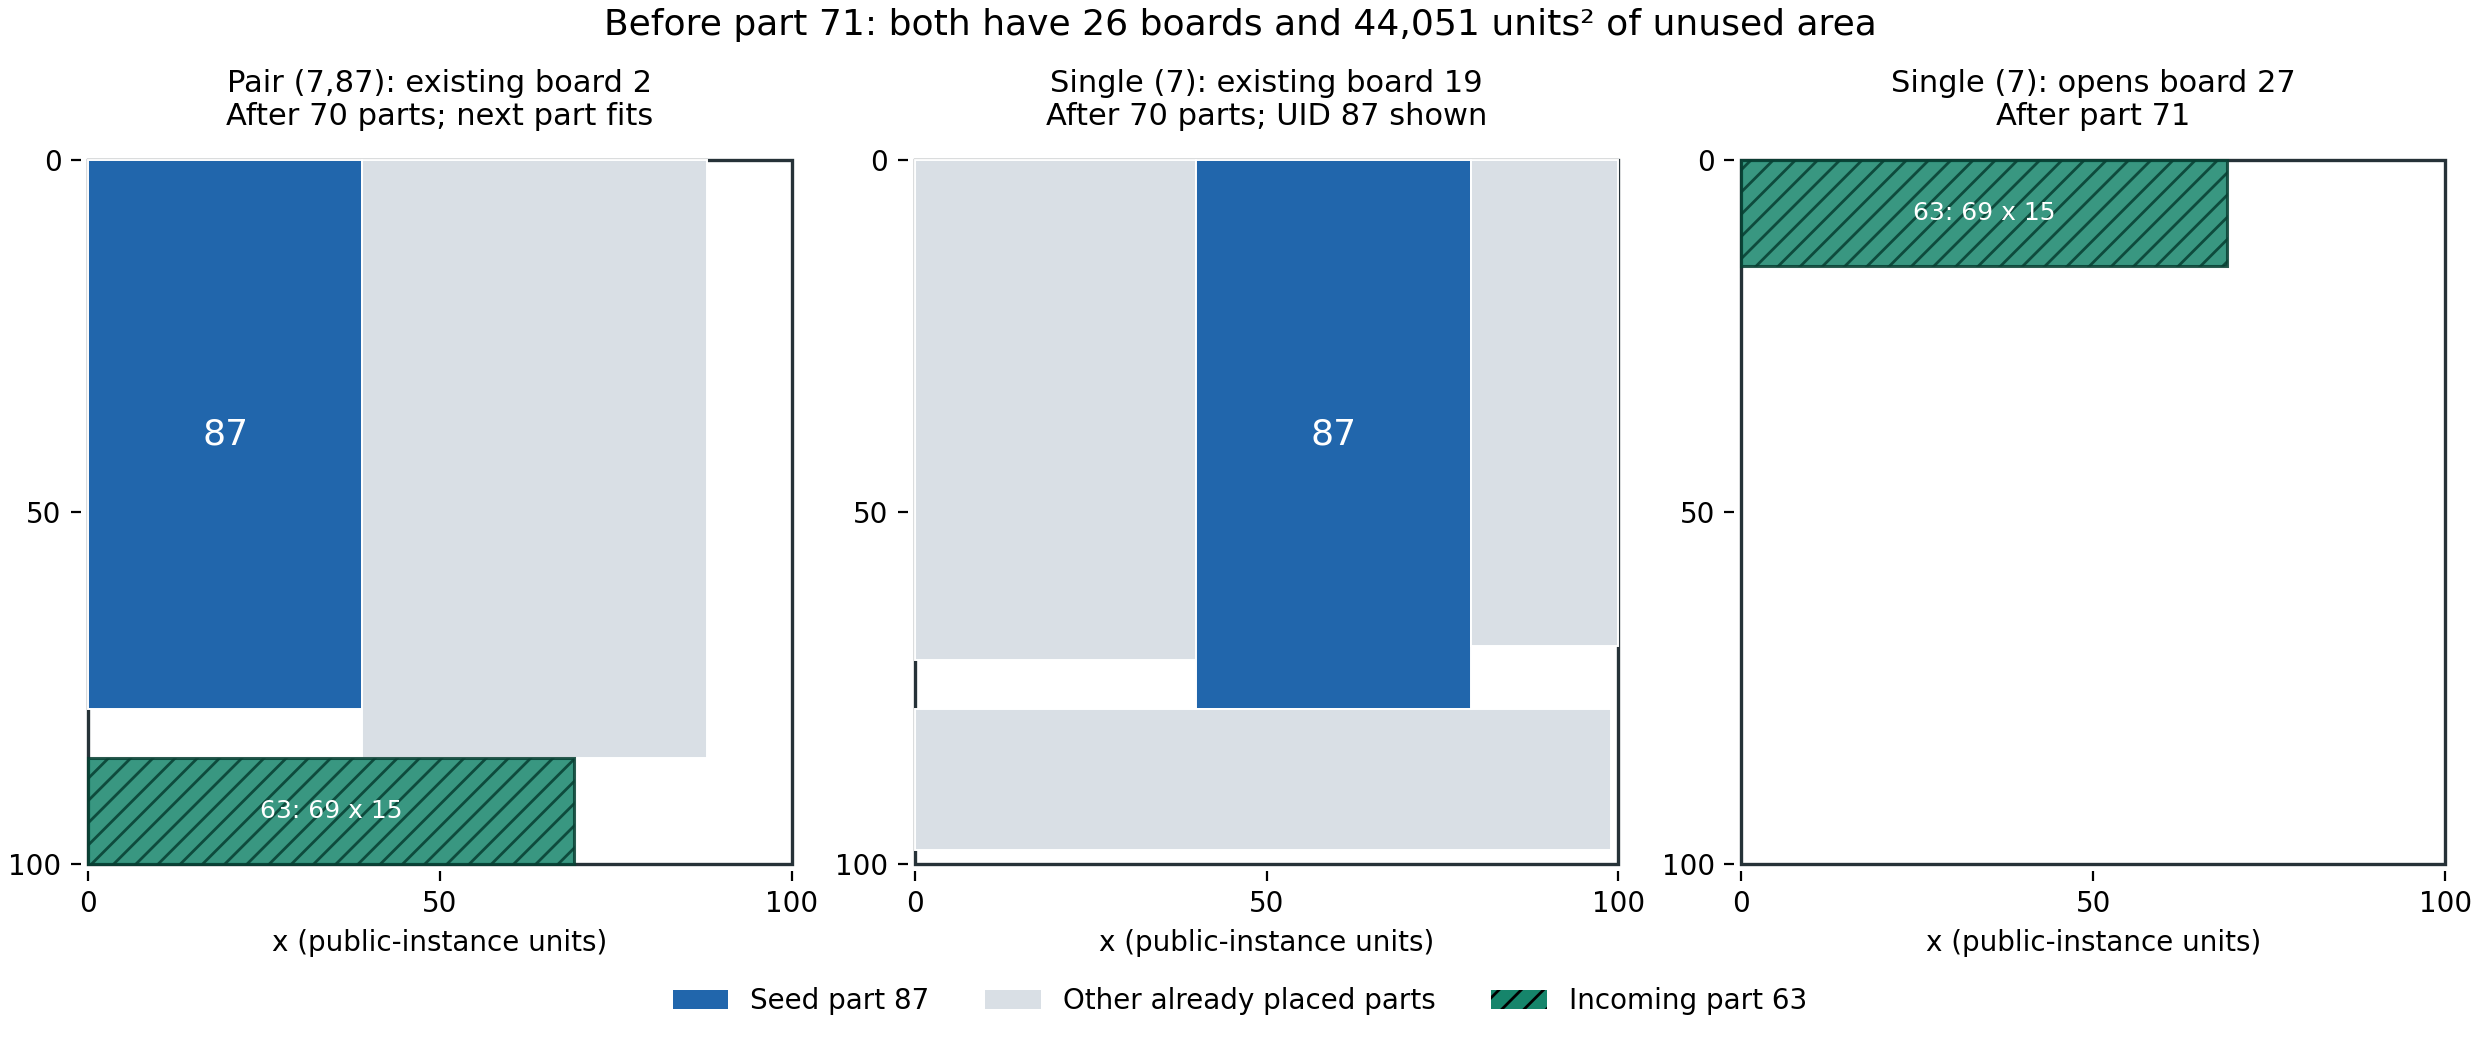 Before part 71: both have 26 boards and 44,051 units² of unused area
Pair (7,87): existing board 2
After 70 parts; next part fits
0
50
100
87
63: 69 x 15
0
50
100
x (public-instance units)
Single (7): existing board 19
After 70 parts; UID 87 shown
0
50
100
87
0
50
100
x (public-instance units)
Single (7): opens board 27
After part 71
0
50
100
63: 69 x 15
0
50
100
x (public-instance units)
Seed part 87
Other already placed parts
Incoming part 63